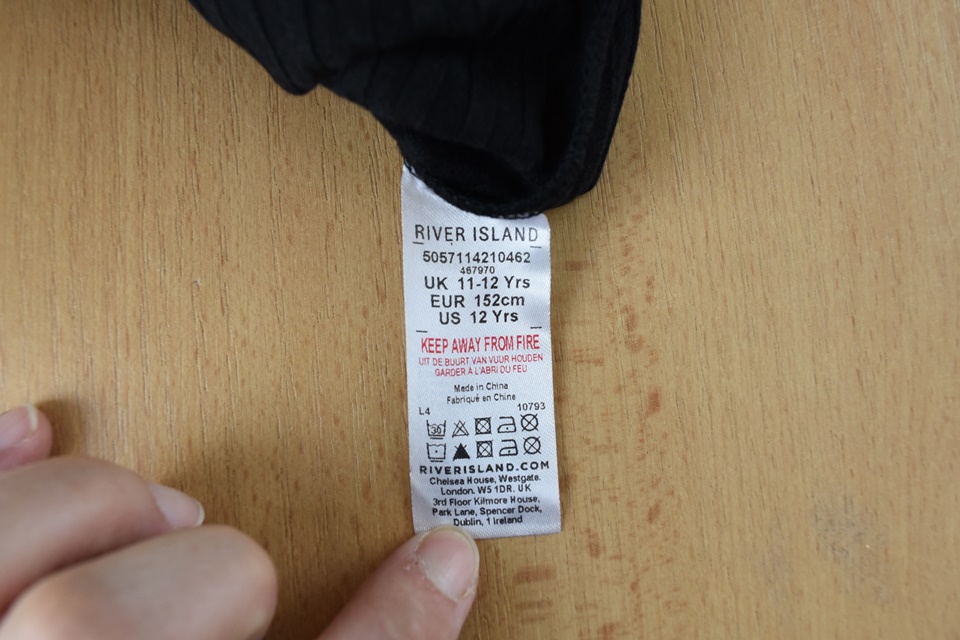 RIVER ISLAND
5057114210462
467970
UK 11-12 Yrs
EUR 152cm
US 12 Yrs
KEEP AWAY FROM FIRE
UIT DE BUURT VAN VUUR HOUDEN
GARDER À L'ABRI DU FEU
Made in China
Fabriqué en Chine
L4 10793
30
RIVERISLAND.COM
Chelsea House, Westgate.
London. W5 1DR. UK
3rd Floor Kilmore House,
Park Lane, Spencer Dock,
Dublin, 1 Ireland